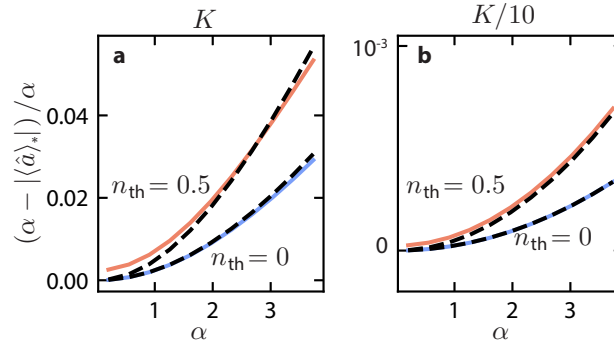 K
K/10
a
b
(α − |⟨â⟩*|)/α
0.04
0.02
0.00
n_th = 0.5
n_th = 0
1 2 3
α
10⁻³
0
n_th = 0.5
n_th = 0
1 2 3
α